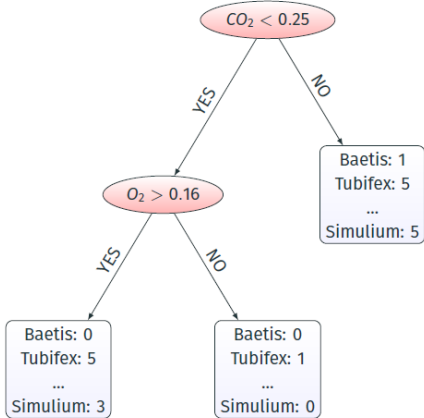 CO₂ < 0.25
YES
NO
Baetis: 1
Tubifex: 5
...
Simulium: 5
O₂ > 0.16
YES
NO
Baetis: 0
Tubifex: 5
...
Simulium: 3
Baetis: 0
Tubifex: 1
...
Simulium: 0